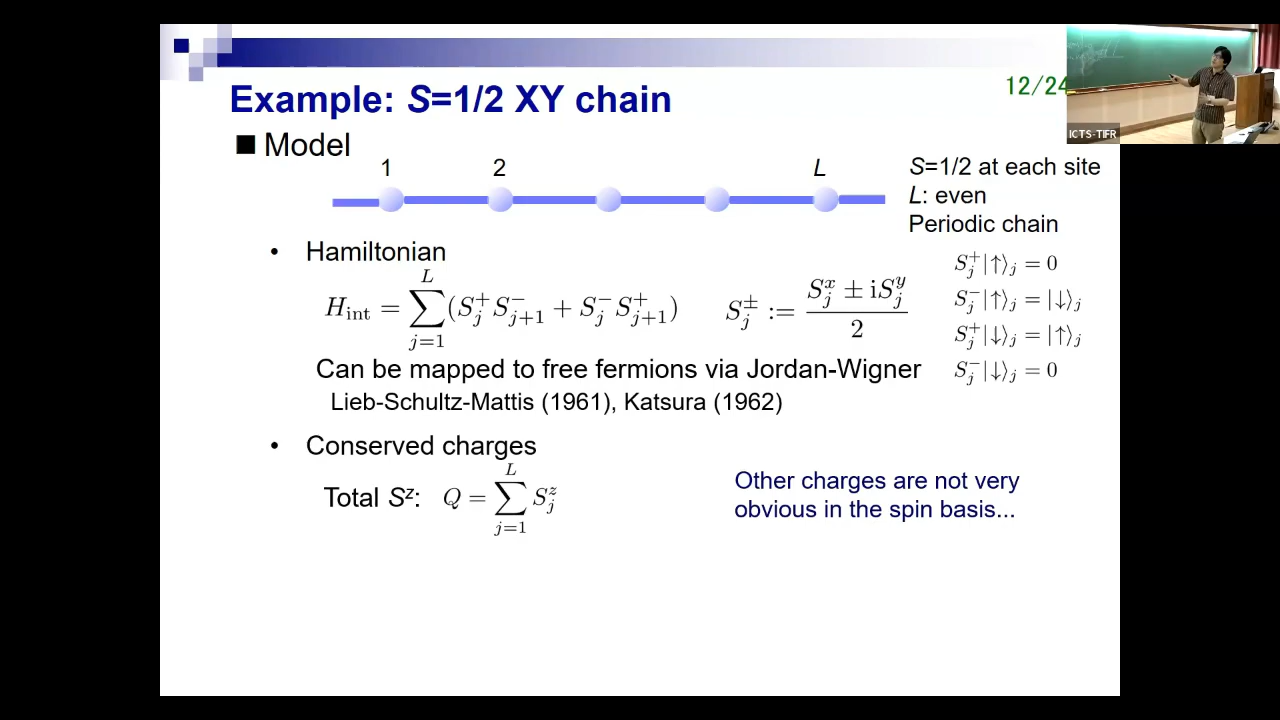 Example: S=1/2 XY chain
12/24
ICTS-TIFR
■ Model
1 2 L
S=1/2 at each site
L: even
Periodic chain
• Hamiltonian
H_int = \sum_{j=1}^{L} (S_j^+ S_{j+1}^- + S_j^- S_{j+1}^+)
S_j^± := \frac{S_j^x ± iS_j^y}{2}
S_j^+|↑⟩_j = 0
S_j^-|↑⟩_j = |↓⟩_j
S_j^+|↓⟩_j = |↑⟩_j
S_j^-|↓⟩_j = 0
Can be mapped to free fermions via Jordan-Wigner
Lieb-Schultz-Mattis (1961), Katsura (1962)
• Conserved charges
Total S^z: Q = \sum_{j=1}^{L} S_j^z
Other charges are not very
obvious in the spin basis...